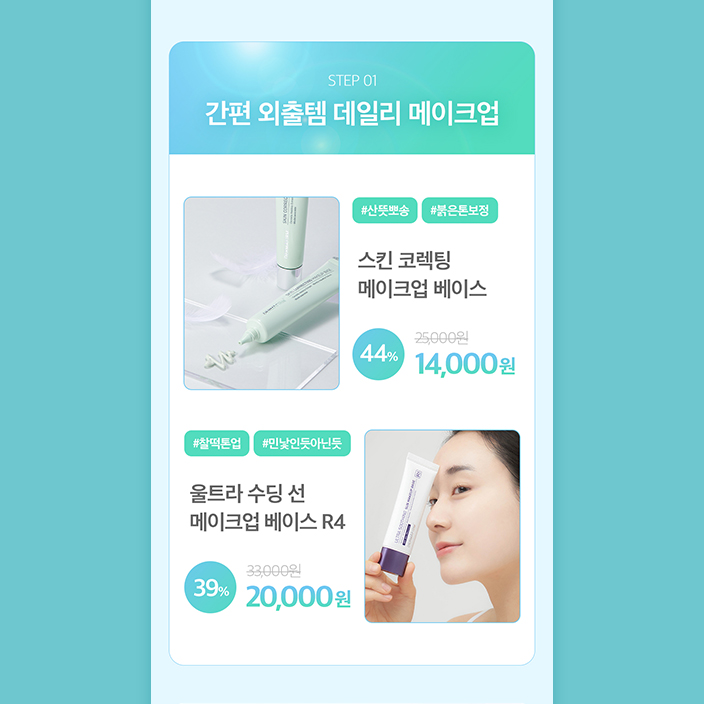 STEP 01
간편 외출템 데일리 메이크업
#산뜻뽀송 #붉은톤보정
스킨 코렉팅
메이크업 베이스
44%
25,000원
14,000원
#찰떡톤업 #민낯인듯아닌듯
울트라 수딩 선
메이크업 베이스 R4
39%
33,000원
20,000원